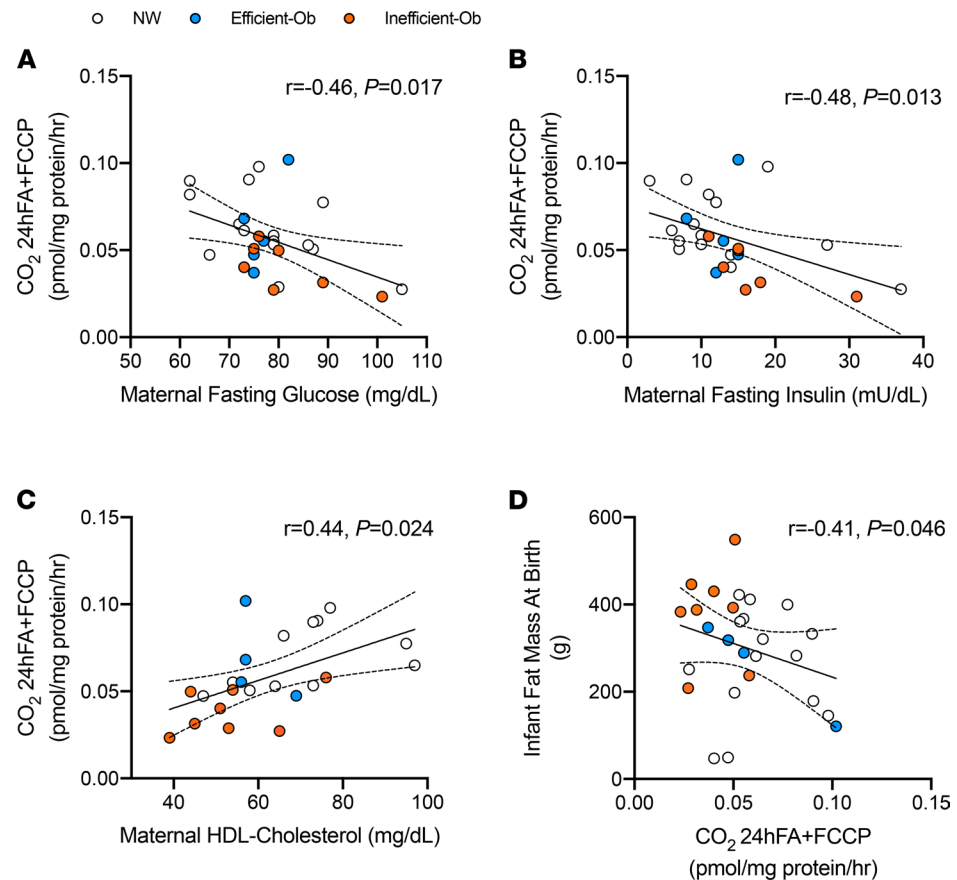 NW Efficient-Ob Inefficient-Ob
A
r=-0.46, P=0.017
CO2 24hFA+FCCP
(pmol/mg protein/hr)
0.15
0.10
0.05
0.00
50 60 70 80 90 100 110
Maternal Fasting Glucose (mg/dL)
B
r=-0.48, P=0.013
CO2 24hFA+FCCP
(pmol/mg protein/hr)
0.15
0.10
0.05
0.00
0 10 20 30 40
Maternal Fasting Insulin (mU/dL)
C
r=0.44, P=0.024
CO2 24hFA+FCCP
(pmol/mg protein/hr)
0.15
0.10
0.05
0.00
40 60 80 100
Maternal HDL-Cholesterol (mg/dL)
D
r=-0.41, P=0.046
Infant Fat Mass At Birth
(g)
600
400
200
0
0.00 0.05 0.10 0.15
CO2 24hFA+FCCP
(pmol/mg protein/hr)